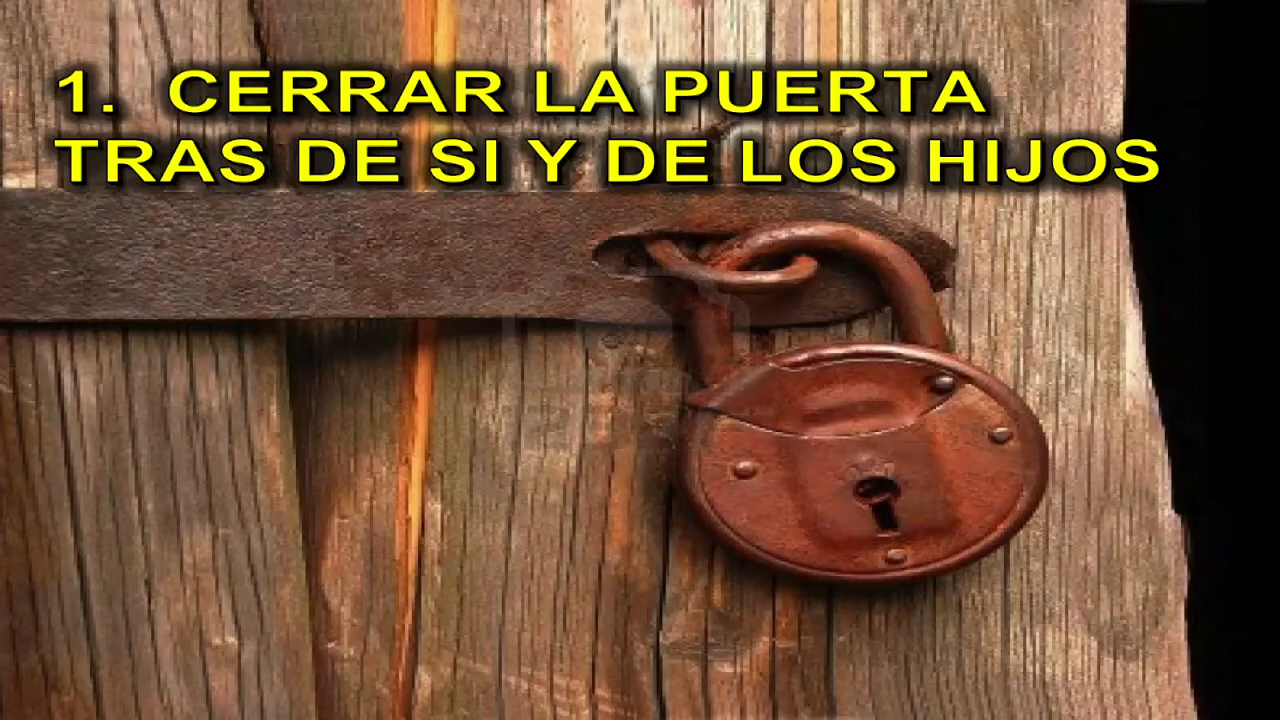 1. CERRAR LA PUERTA
TRAS DE SI Y DE LOS HIJOS